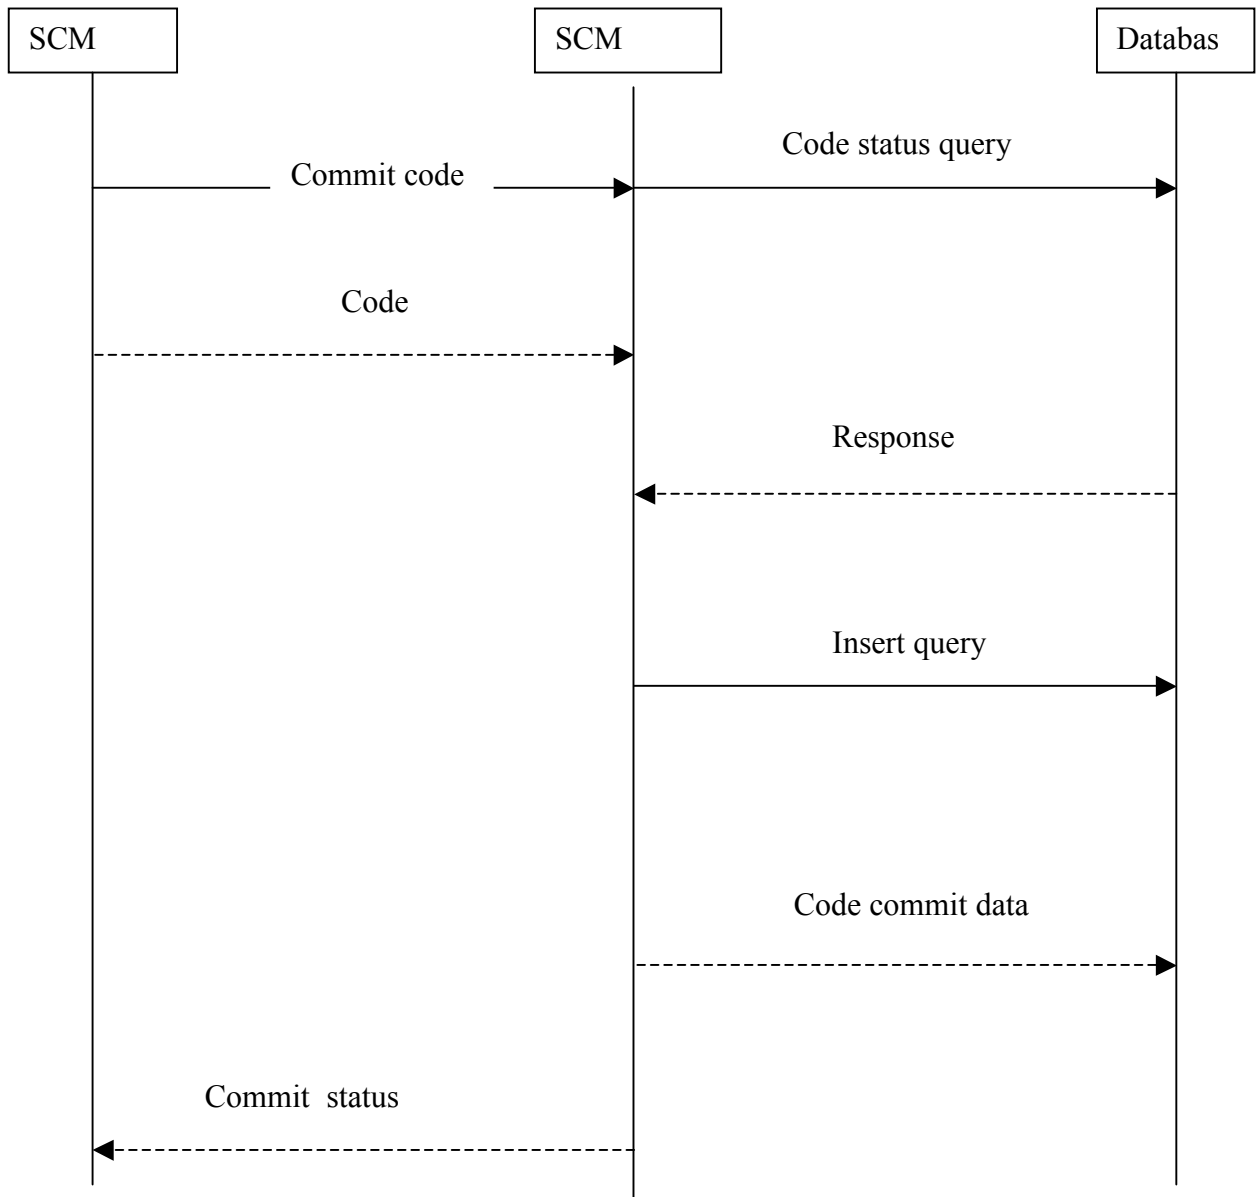 SCM
SCM
Databas
Code status query
Commit code
Code
Response
Insert query
Code commit data
Commit status